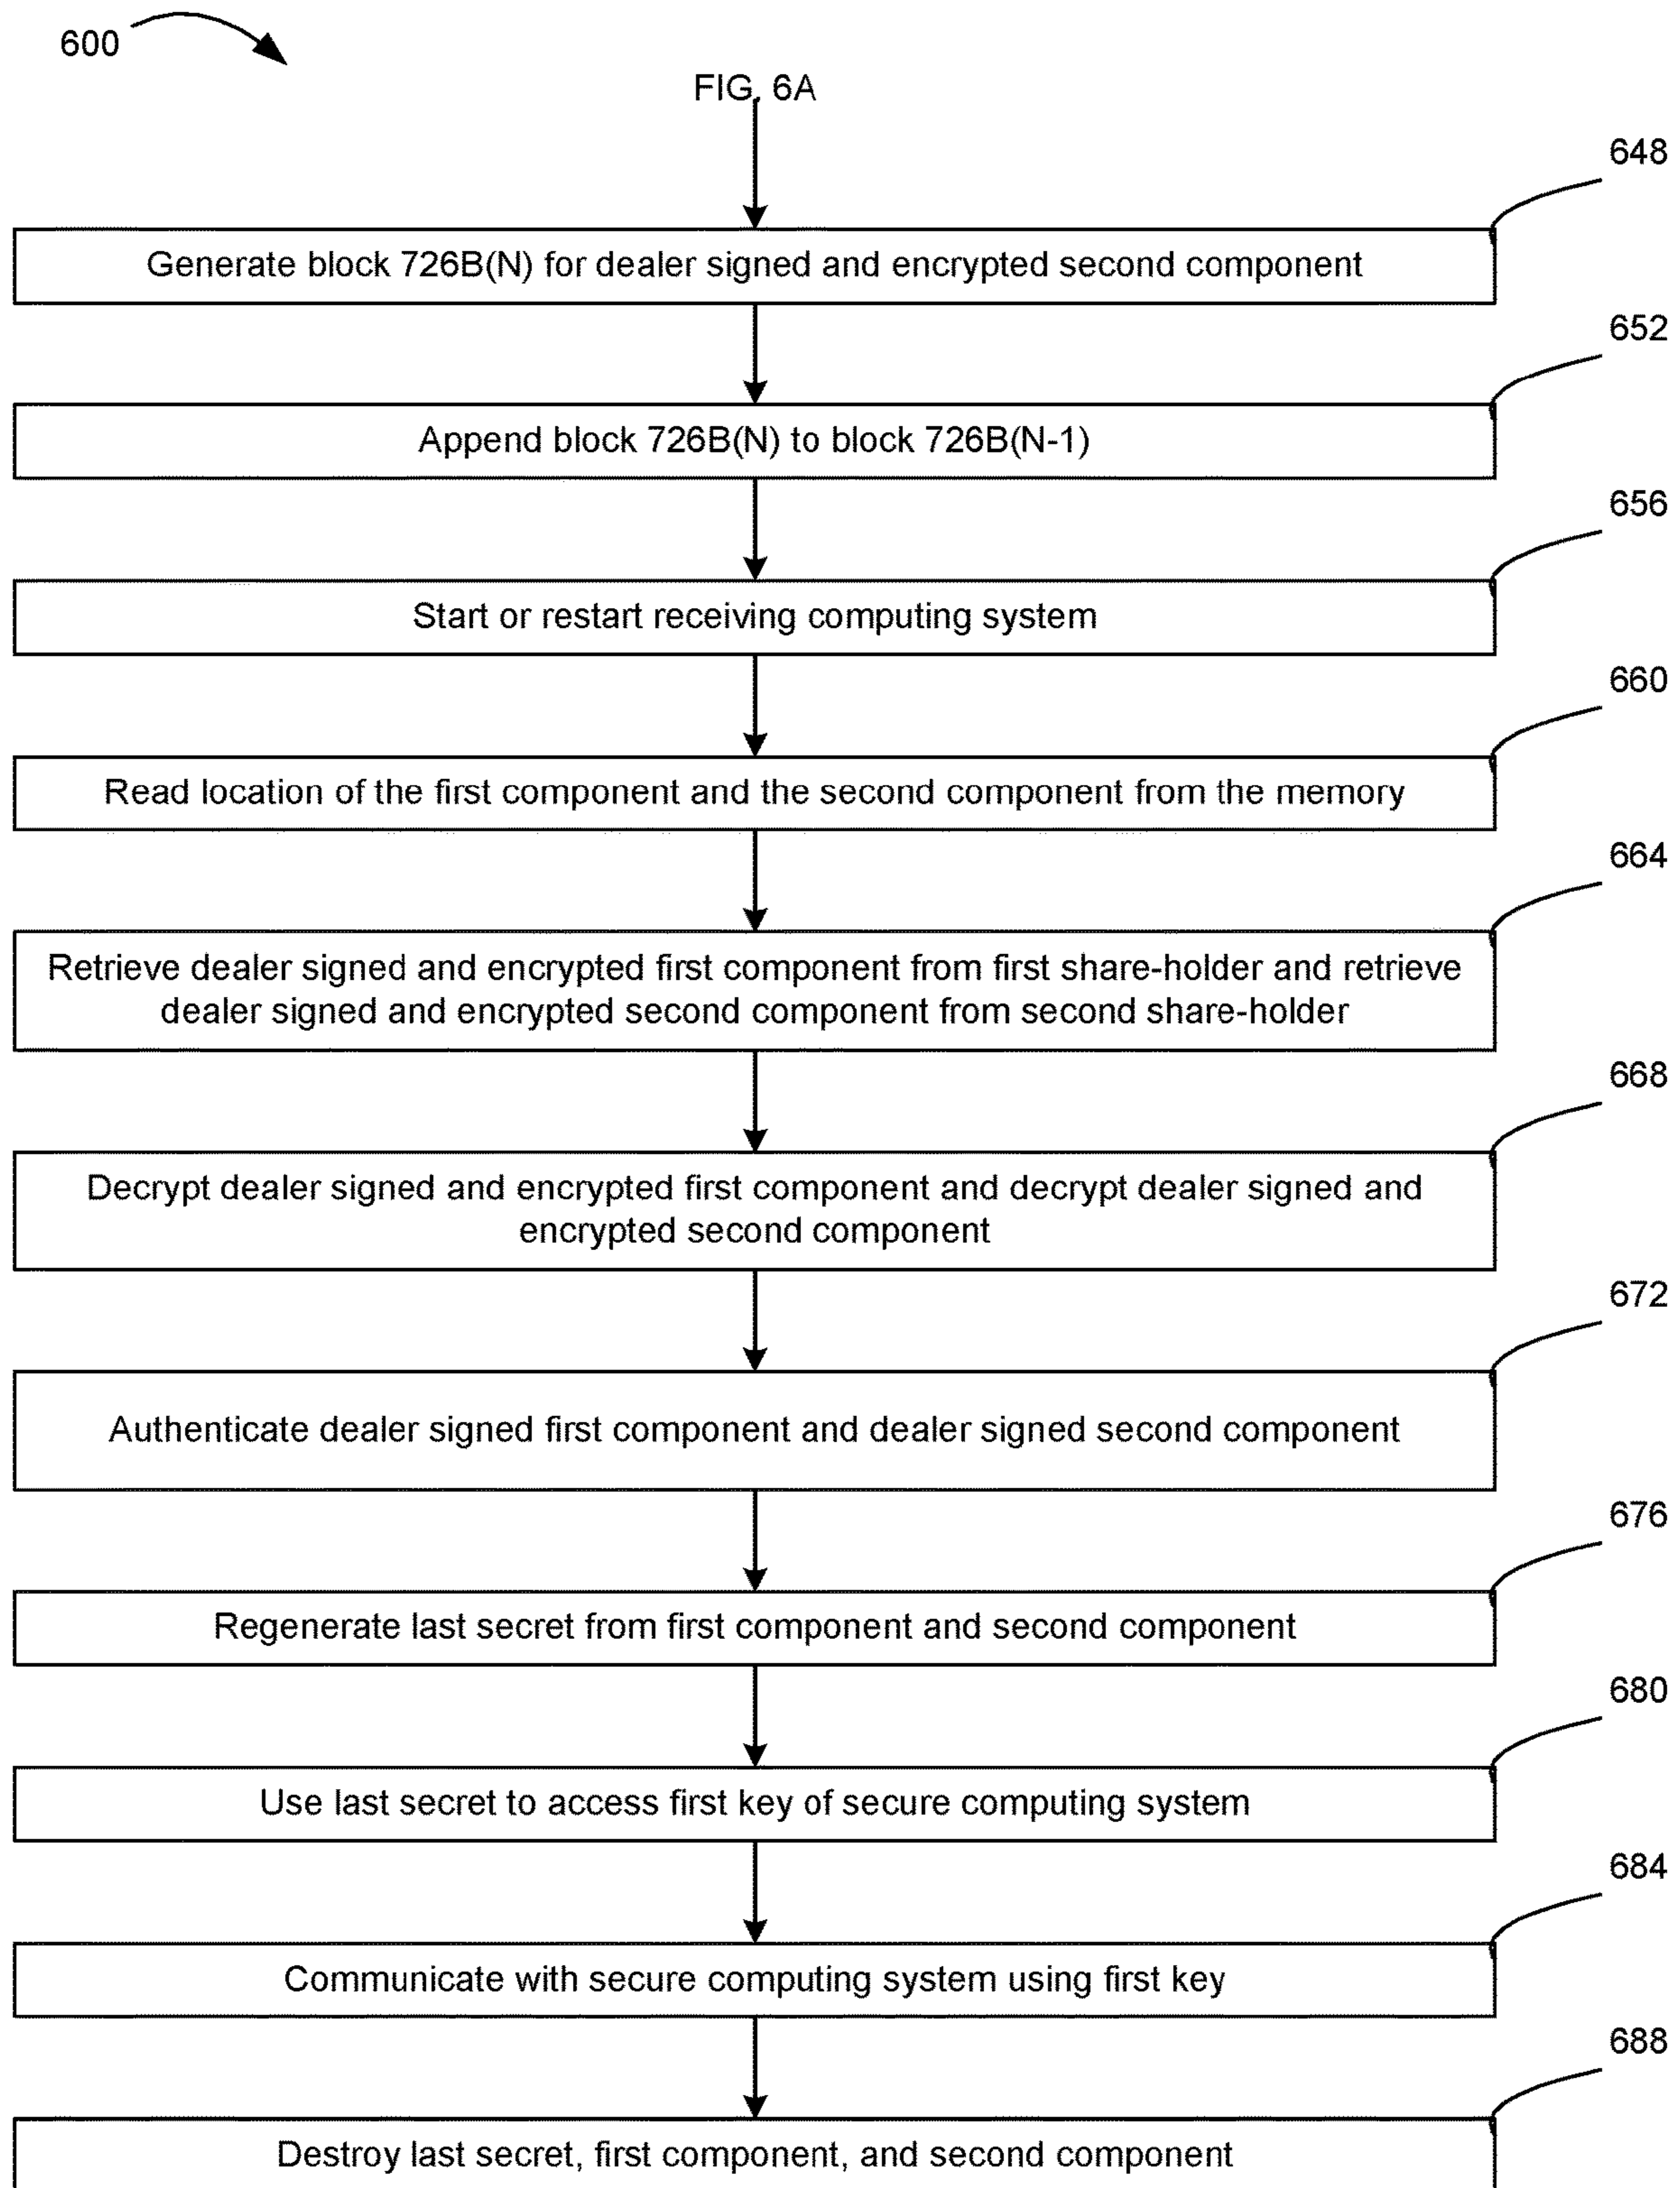 600
FIG. 6A
648
Generate block 726B(N) for dealer signed and encrypted second component
652
Append block 726B(N) to block 726B(N-1)
656
Start or restart receiving computing system
660
Read location of the first component and the second component from the memory
664
Retrieve dealer signed and encrypted first component from first share-holder and retrieve
dealer signed and encrypted second component from second share-holder
668
Decrypt dealer signed and encrypted first component and decrypt dealer signed and
encrypted second component
672
Authenticate dealer signed first component and dealer signed second component
676
Regenerate last secret from first component and second component
680
Use last secret to access first key of secure computing system
684
Communicate with secure computing system using first key
688
Destroy last secret, first component, and second component